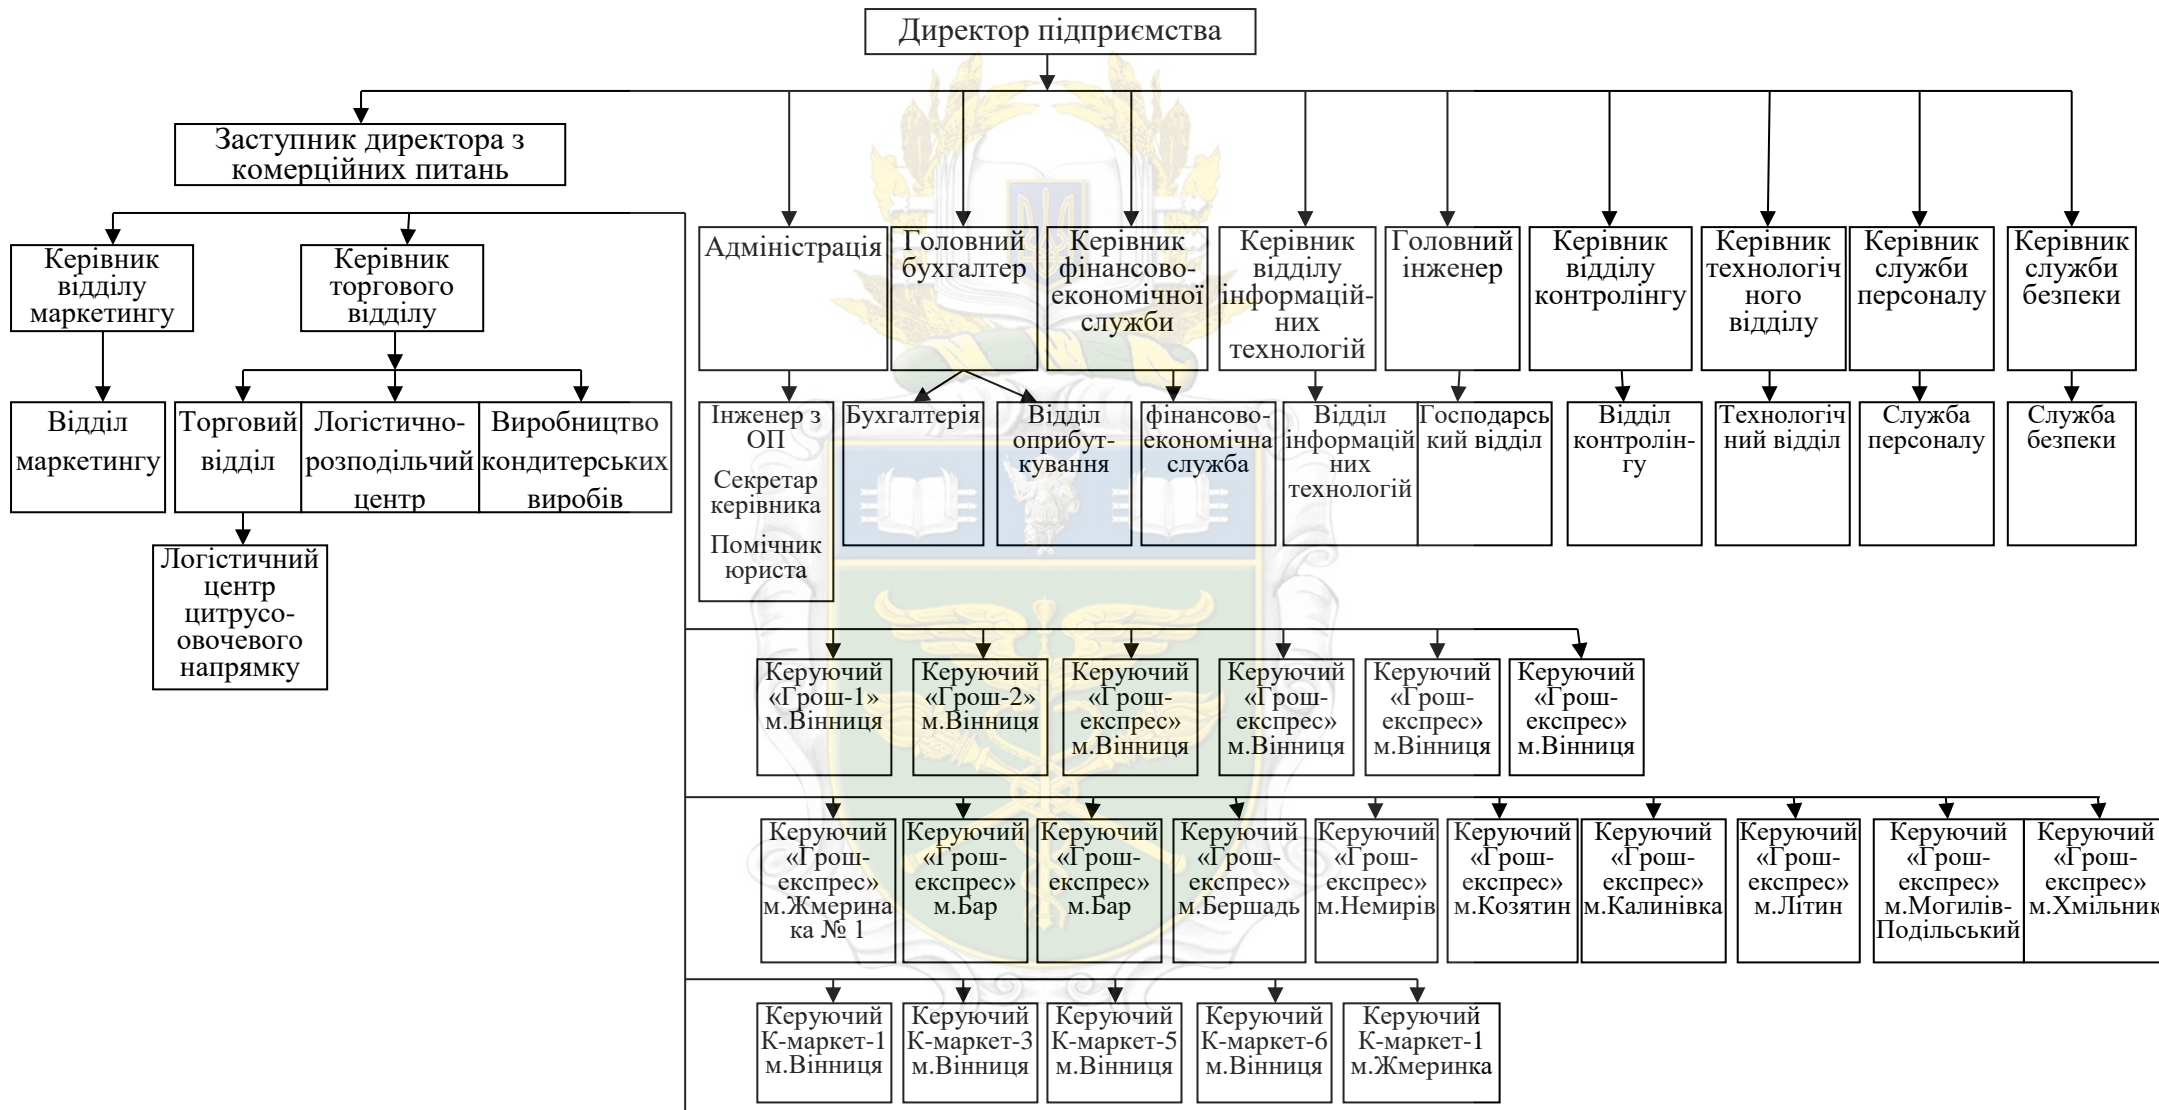 Директор підприємства
Заступник директора з
комерційних питань
Керівник
відділу
маркетингу
Керівник
торгового
відділу
Адміністрація
Головний
бухгалтер
Керівник
фінансово-
економічної
служби
Керівник
відділу
інформацій-
них
технологій
Головний
інженер
Керівник
відділу
контролінгу
Керівник
технологіч
ного
відділу
Керівник
служби
персоналу
Керівник
служби
безпеки
Відділ
маркетингу
Торговий
відділ
Логістично-
розподільчий
центр
Виробництво
кондитерських
виробів
Інженер з
ОП
Секретар
керівника
Помічник
юриста
Бухгалтерія
Відділ
оприбут-
кування
фінансово-
економічна
служба
Відділ
інформацій
них
технологій
Господарсь
кий відділ
Відділ
контролін-
гу
Технологіч
ний відділ
Служба
персоналу
Служба
безпеки
Логістичний
центр
цитрусо-
овочевого
напрямку
Керуючий
«Грош-1»
м.Вінниця
Керуючий
«Грош-2»
м.Вінниця
Керуючий
«Грош-
експрес»
м.Вінниця
Керуючий
«Грош-
експрес»
м.Вінниця
Керуючий
«Грош-
експрес»
м.Вінниця
Керуючий
«Грош-
експрес»
м.Вінниця
Керуючий
«Грош-
експрес»
м.Жмерина
ка № 1
Керуючий
«Грош-
експрес»
м.Бар
Керуючий
«Грош-
експрес»
м.Бар
Керуючий
«Грош-
експрес»
м.Бершадь
Керуючий
«Грош-
експрес»
м.Немирів
Керуючий
«Грош-
експрес»
м.Козятин
Керуючий
«Грош-
експрес»
м.Калинівка
Керуючий
«Грош-
експрес»
м.Літин
Керуючий
«Грош-
експрес»
м.Могилів-
Подільський
Керуючий
«Грош-
експрес»
м.Хмільник
Керуючий
К-маркет-1
м.Вінниця
Керуючий
К-маркет-3
м.Вінниця
Керуючий
К-маркет-5
м.Вінниця
Керуючий
К-маркет-6
м.Вінниця
Керуючий
К-маркет-1
м.Жмеринка